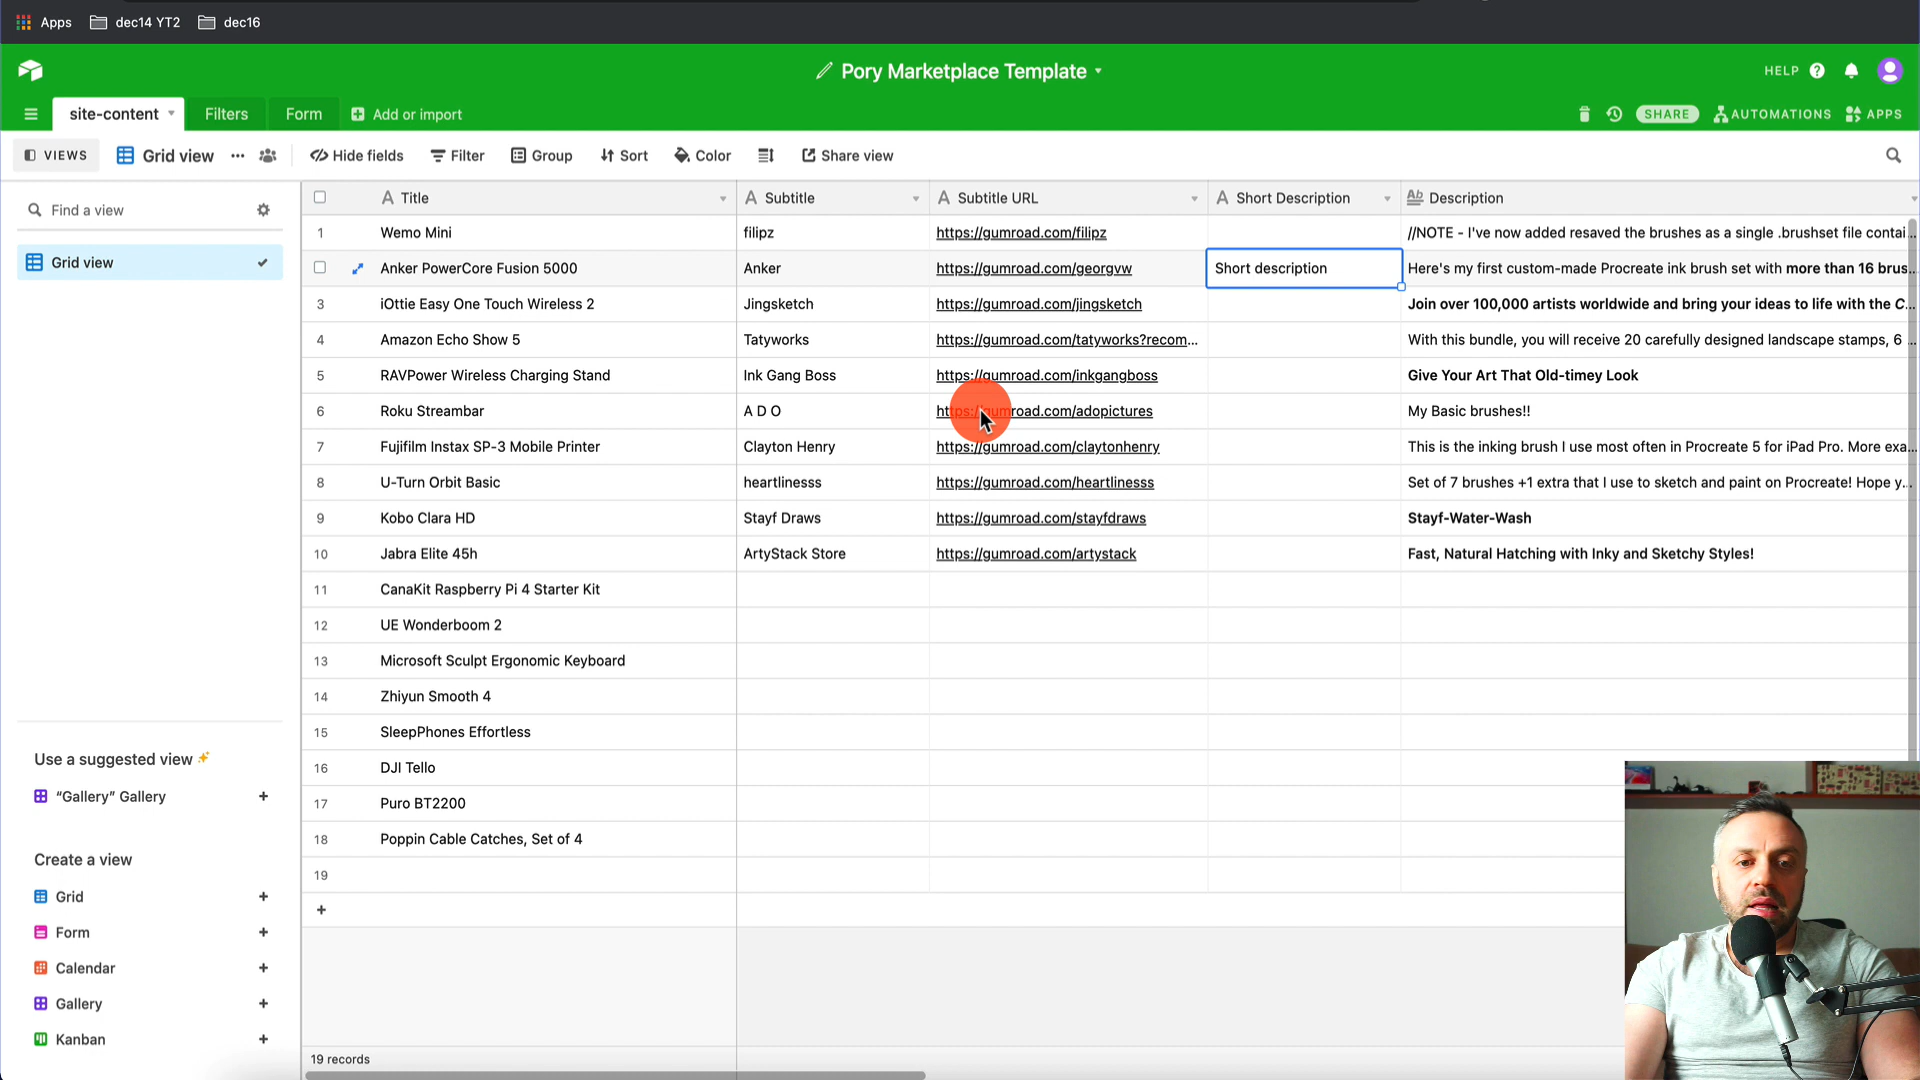 Apps dec14 YT2 dec16
Pory Marketplace Template
HELP
site-content Filters Form Add or import
SHARE AUTOMATIONS APPS
VIEWS Grid view Hide fields Filter Group Sort Color Share view
Find a view
Grid view
Use a suggested view
“Gallery” Gallery
Create a view
Grid
Form
Calendar
Gallery
Kanban
Title Subtitle Subtitle URL Short Description Description
1 Wemo Mini filipz https://gumroad.com/filipz //NOTE - I've now added resaved the brushes as a single .brushset file contai...
Anker PowerCore Fusion 5000 Anker https://gumroad.com/georgvw Short description Here's my first custom-made Procreate ink brush set with more than 16 brus...
3 iOttie Easy One Touch Wireless 2 Jingsketch https://gumroad.com/jingsketch Join over 100,000 artists worldwide and bring your ideas to life with the C...
4 Amazon Echo Show 5 Tatyworks https://gumroad.com/tatyworks?recom... With this bundle, you will receive 20 carefully designed landscape stamps, 6 ...
5 RAVPower Wireless Charging Stand Ink Gang Boss https://gumroad.com/inkgangboss Give Your Art That Old-timey Look
6 Roku Streambar A D O https://gumroad.com/adopictures My Basic brushes!!
7 Fujifilm Instax SP-3 Mobile Printer Clayton Henry https://gumroad.com/claytonhenry This is the inking brush I use most often in Procreate 5 for iPad Pro. More exa...
8 U-Turn Orbit Basic heartlinesss https://gumroad.com/heartlinesss Set of 7 brushes +1 extra that I use to sketch and paint on Procreate! Hope y...
9 Kobo Clara HD Stayf Draws https://gumroad.com/stayfdraws Stayf-Water-Wash
10 Jabra Elite 45h ArtyStack Store https://gumroad.com/artystack Fast, Natural Hatching with Inky and Sketchy Styles!
11 CanaKit Raspberry Pi 4 Starter Kit
12 UE Wonderboom 2
13 Microsoft Sculpt Ergonomic Keyboard
14 Zhiyun Smooth 4
15 SleepPhones Effortless
16 DJI Tello
17 Puro BT2200
18 Poppin Cable Catches, Set of 4
19
19 records